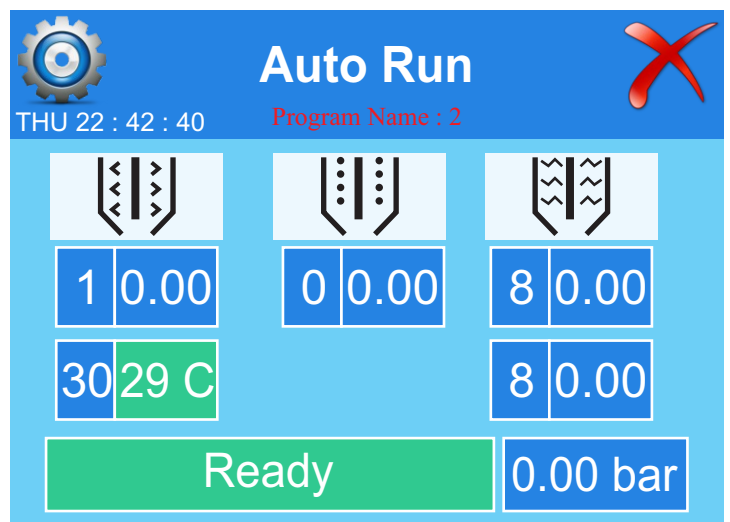 Auto Run
THU 22 : 42 : 40
Program Name : 2
1 0.00
0 0.00
8 0.00
30 29 C
8 0.00
Ready
0.00 bar